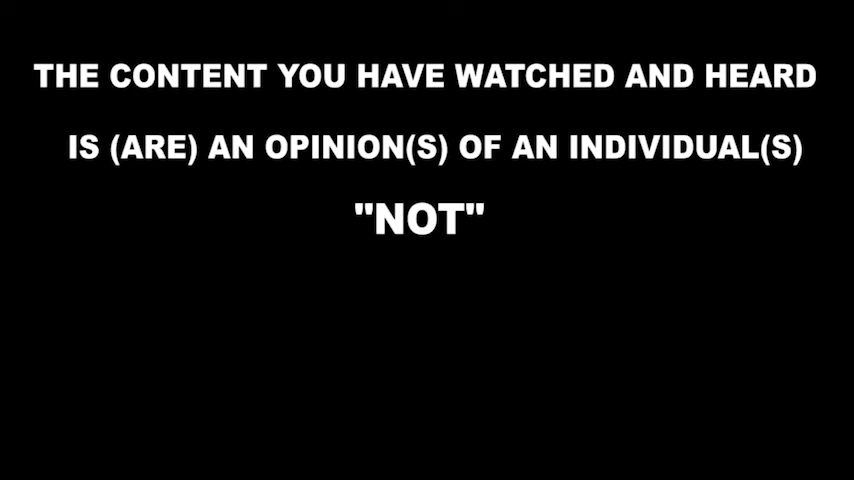 THE CONTENT YOU HAVE WATCHED AND HEARD
IS (ARE) AN OPINION(S) OF AN INDIVIDUAL(S)
"NOT"